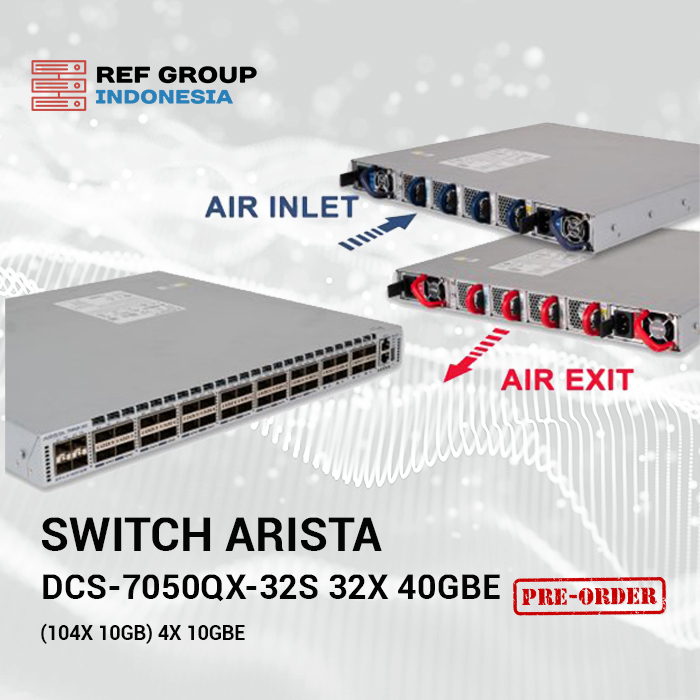 REF GROUP
INDONESIA
AIR INLET
AIR EXIT
SWITCH ARISTA
DCS-7050QX-32S 32X 40GBE
PRE-ORDER
(104X 10GB) 4X 10GBE